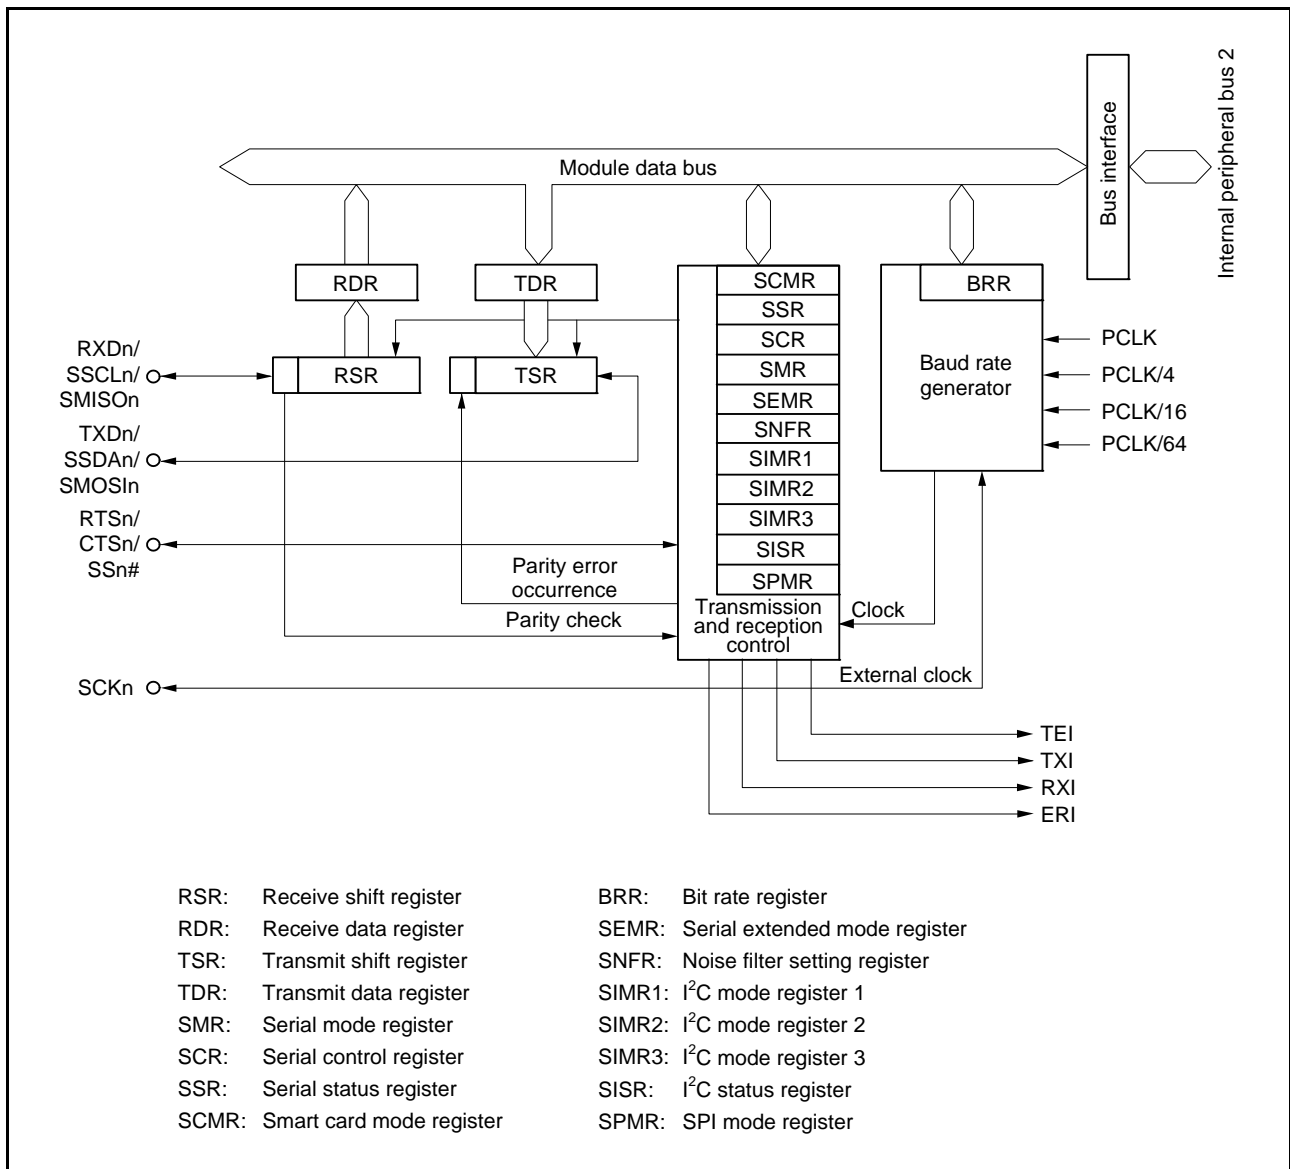 Internal peripheral bus 2
Bus interface
Module data bus
RDR
TDR
SCMR
BRR
SSR
SCR
SMR
SEMR
SNFR
SIMR1
SIMR2
SIMR3
SISR
SPMR
Transmission
and reception
control
Baud rate
generator
PCLK
PCLK/4
PCLK/16
PCLK/64
RXDn/
SSCLn/
SMISOn
RSR
TSR
TXDn/
SSDAn/
SMOSIn
RTSn/
CTSn/
SSn#
Parity error
occurrence
Parity check
Clock
External clock
SCKn
TEI
TXI
RXI
ERI
RSR: Receive shift register
RDR: Receive data register
TSR: Transmit shift register
TDR: Transmit data register
SMR: Serial mode register
SCR: Serial control register
SSR: Serial status register
SCMR: Smart card mode register
BRR: Bit rate register
SEMR: Serial extended mode register
SNFR: Noise filter setting register
SIMR1: I²C mode register 1
SIMR2: I²C mode register 2
SIMR3: I²C mode register 3
SISR: I²C status register
SPMR: SPI mode register